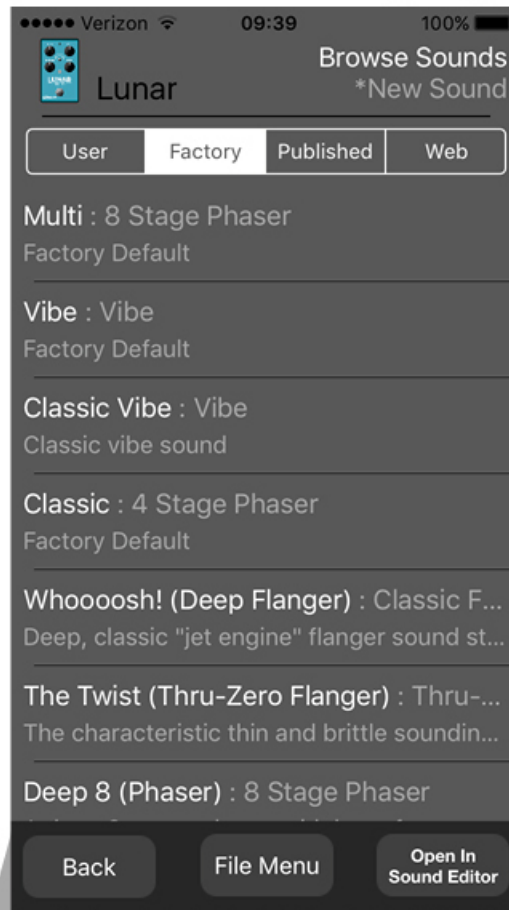 Verizon 09:39 100%
Browse Sounds
Lunar *New Sound
User Factory Published Web
Multi : 8 Stage Phaser
Factory Default
Vibe : Vibe
Factory Default
Classic Vibe : Vibe
Classic vibe sound
Classic : 4 Stage Phaser
Factory Default
Whoooosh! (Deep Flanger) : Classic F...
Deep, classic "jet engine" flanger sound st...
The Twist (Thru-Zero Flanger) : Thru-...
The characteristic thin and brittle soundin...
Deep 8 (Phaser) : 8 Stage Phaser
Back File Menu Open In
Sound Editor